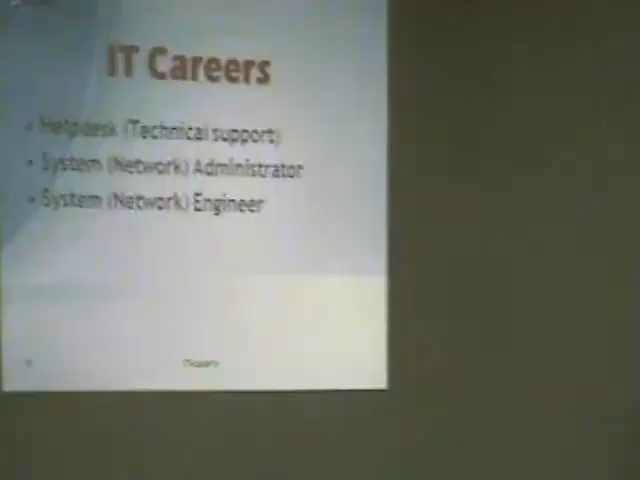 IT Careers
• Helpdesk (Technical support)
• System (Network) Administrator
• System (Network) Engineer